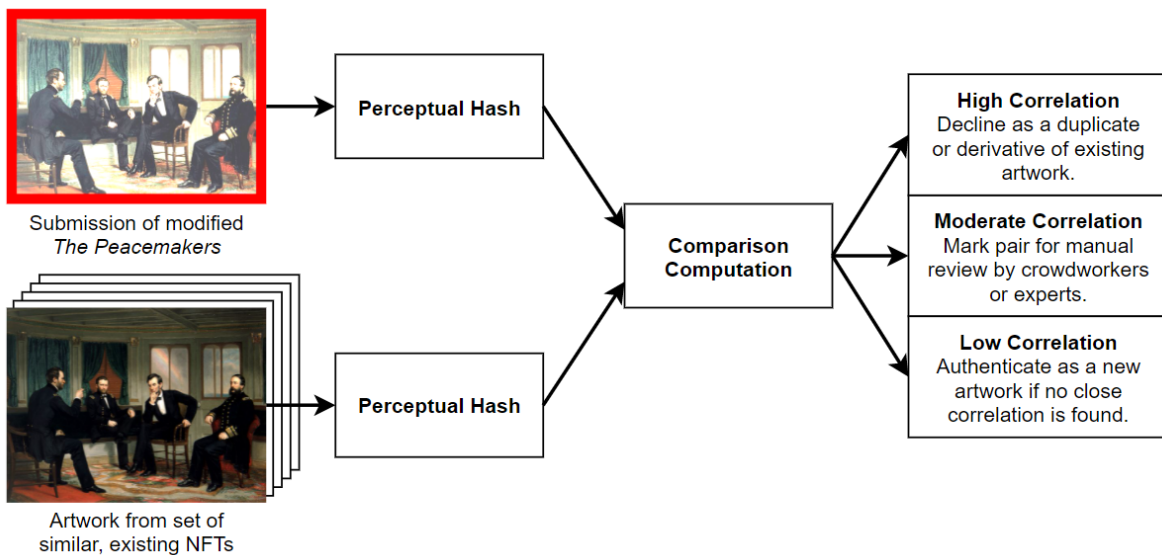 Submission of modified
The Peacemakers
Artwork from set of
similar, existing NFTs
Perceptual Hash
Perceptual Hash
Comparison
Computation
High Correlation
Decline as a duplicate
or derivative of existing
artwork.
Moderate Correlation
Mark pair for manual
review by crowdworkers
or experts.
Low Correlation
Authenticate as a new
artwork if no close
correlation is found.